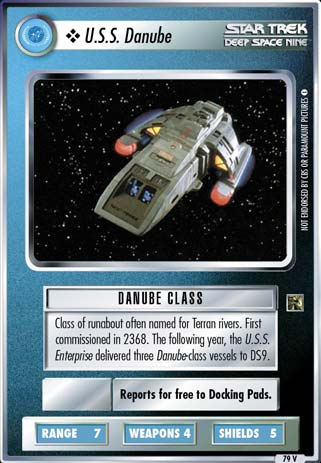 ❖ U.S.S. Danube
STAR TREK
DEEP SPACE NINE
NOT ENDORSED BY CBS OR PARAMOUNT PICTURES
DANUBE CLASS
Class of runabout often named for Terran rivers. First
commissioned in 2368. The following year, the U.S.S.
Enterprise delivered three Danube-class vessels to DS9.
Reports for free to Docking Pads.
RANGE 7
WEAPONS 4
SHIELDS 5
79 V